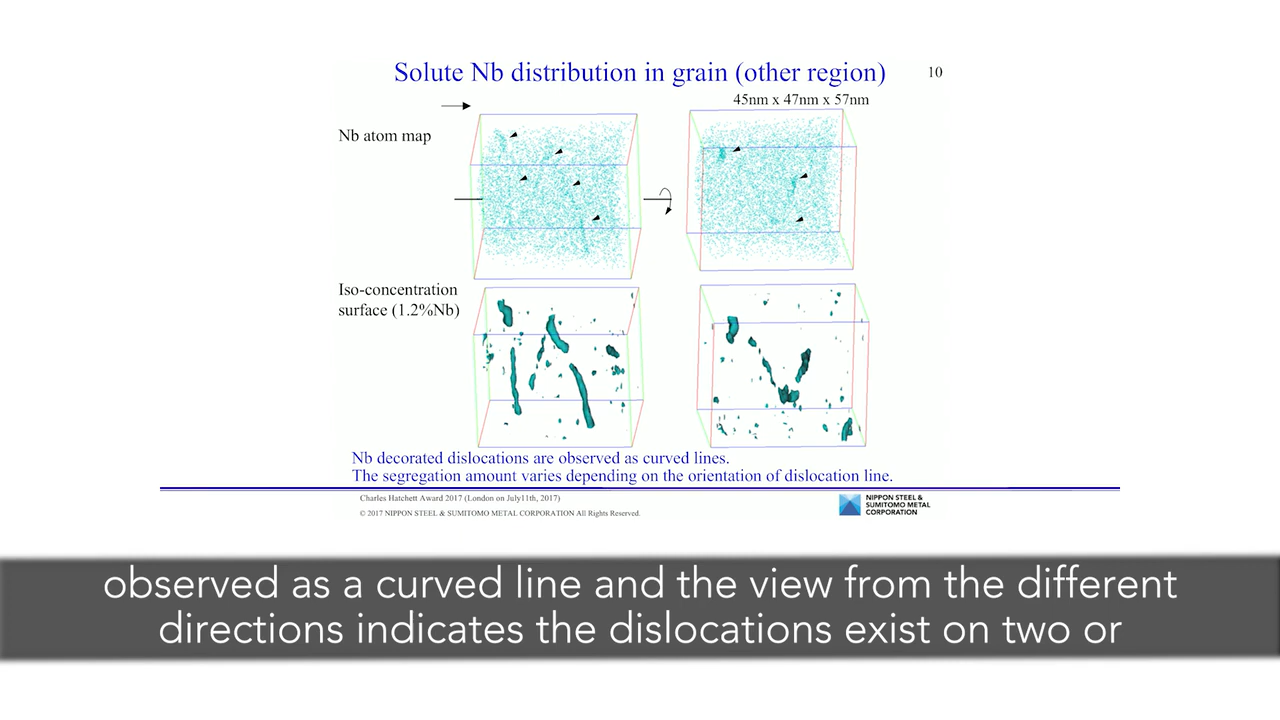 Solute Nb distribution in grain (other region)
10
45nm x 47nm x 57nm
Nb atom map
Iso-concentration
surface (1.2%Nb)
Nb decorated dislocations are observed as curved lines.
The segregation amount varies depending on the orientation of dislocation line.
Charles Hatchett Award 2017 (London on July11th, 2017)
© 2017 NIPPON STEEL & SUMITOMO METAL CORPORATION All Rights Reserved.
NIPPON STEEL &
SUMITOMO METAL
CORPORATION
observed as a curved line and the view from the different
directions indicates the dislocations exist on two or